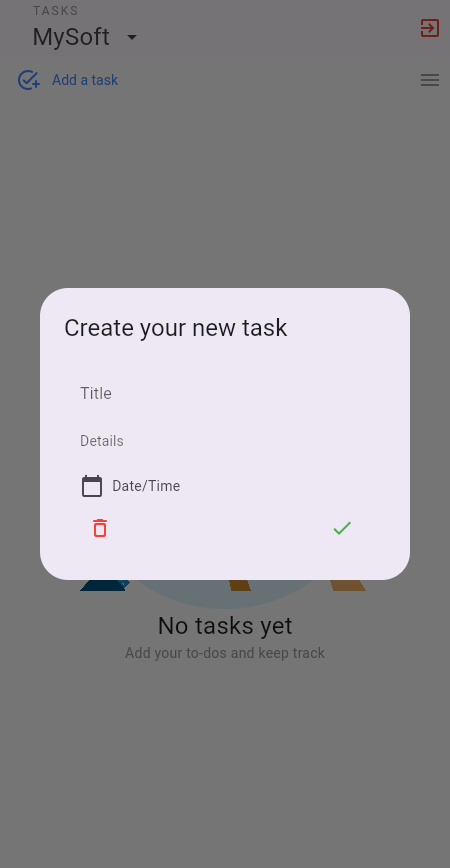 TASKS
MySoft
Add a task
Create your new task
Title
Details
Date/Time
No tasks yet
Add your to-dos and keep track